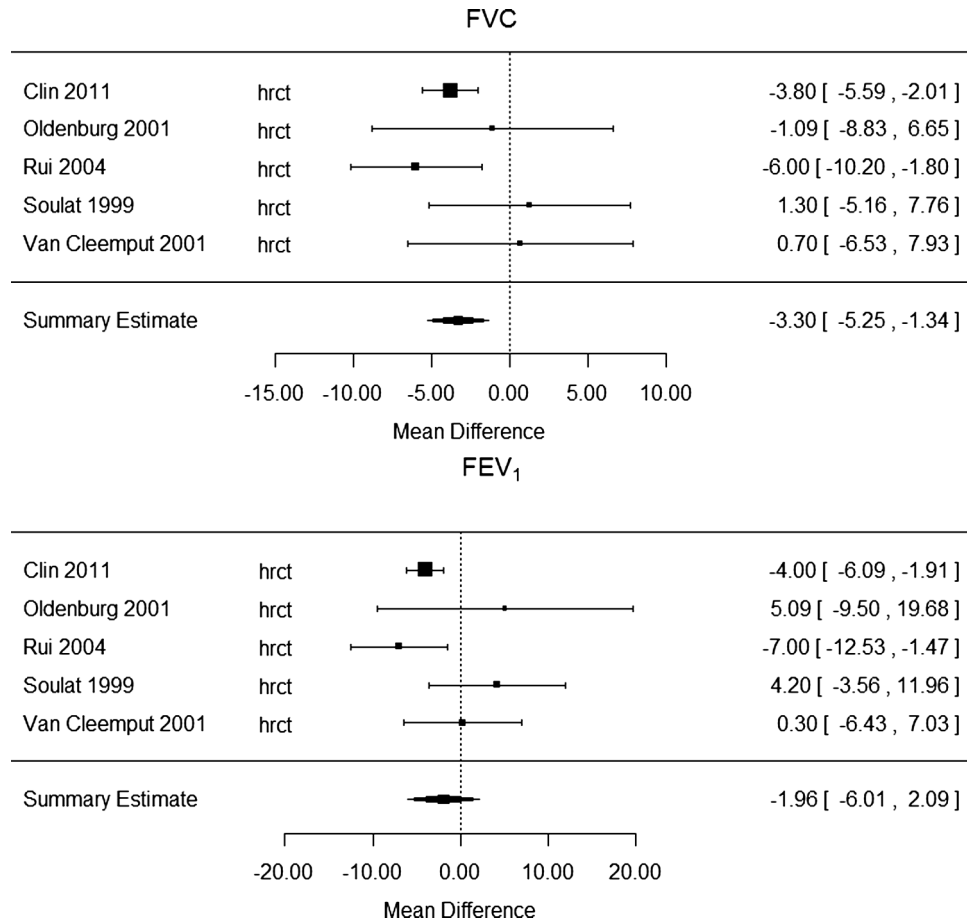 FVC
Clin 2011 hrct -3.80 [ -5.59 , -2.01 ]
Oldenburg 2001 hrct -1.09 [ -8.83 , 6.65 ]
Rui 2004 hrct -6.00 [ -10.20 , -1.80 ]
Soulat 1999 hrct 1.30 [ -5.16 , 7.76 ]
Van Cleemput 2001 hrct 0.70 [ -6.53 , 7.93 ]
Summary Estimate -3.30 [ -5.25 , -1.34 ]
-15.00 -10.00 -5.00 0.00 5.00 10.00
Mean Difference
FEV₁
Clin 2011 hrct -4.00 [ -6.09 , -1.91 ]
Oldenburg 2001 hrct 5.09 [ -9.50 , 19.68 ]
Rui 2004 hrct -7.00 [ -12.53 , -1.47 ]
Soulat 1999 hrct 4.20 [ -3.56 , 11.96 ]
Van Cleemput 2001 hrct 0.30 [ -6.43 , 7.03 ]
Summary Estimate -1.96 [ -6.01 , 2.09 ]
-20.00 -10.00 0.00 10.00 20.00
Mean Difference